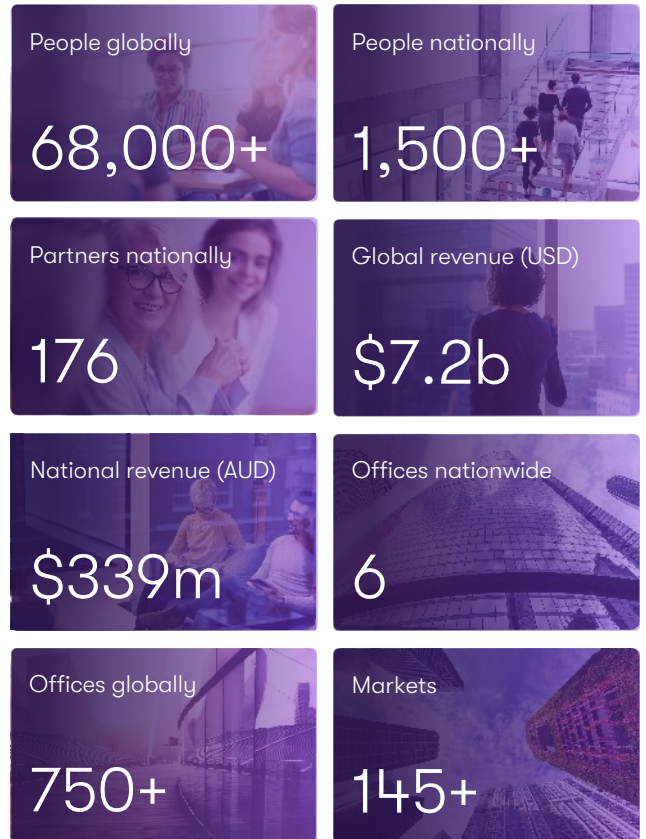 People globally
68,000+
People nationally
1,500+
Partners nationally
176
Global revenue (USD)
$7.2b
National revenue (AUD)
$339m
Offices nationwide
6
Offices globally
750+
Markets
145+